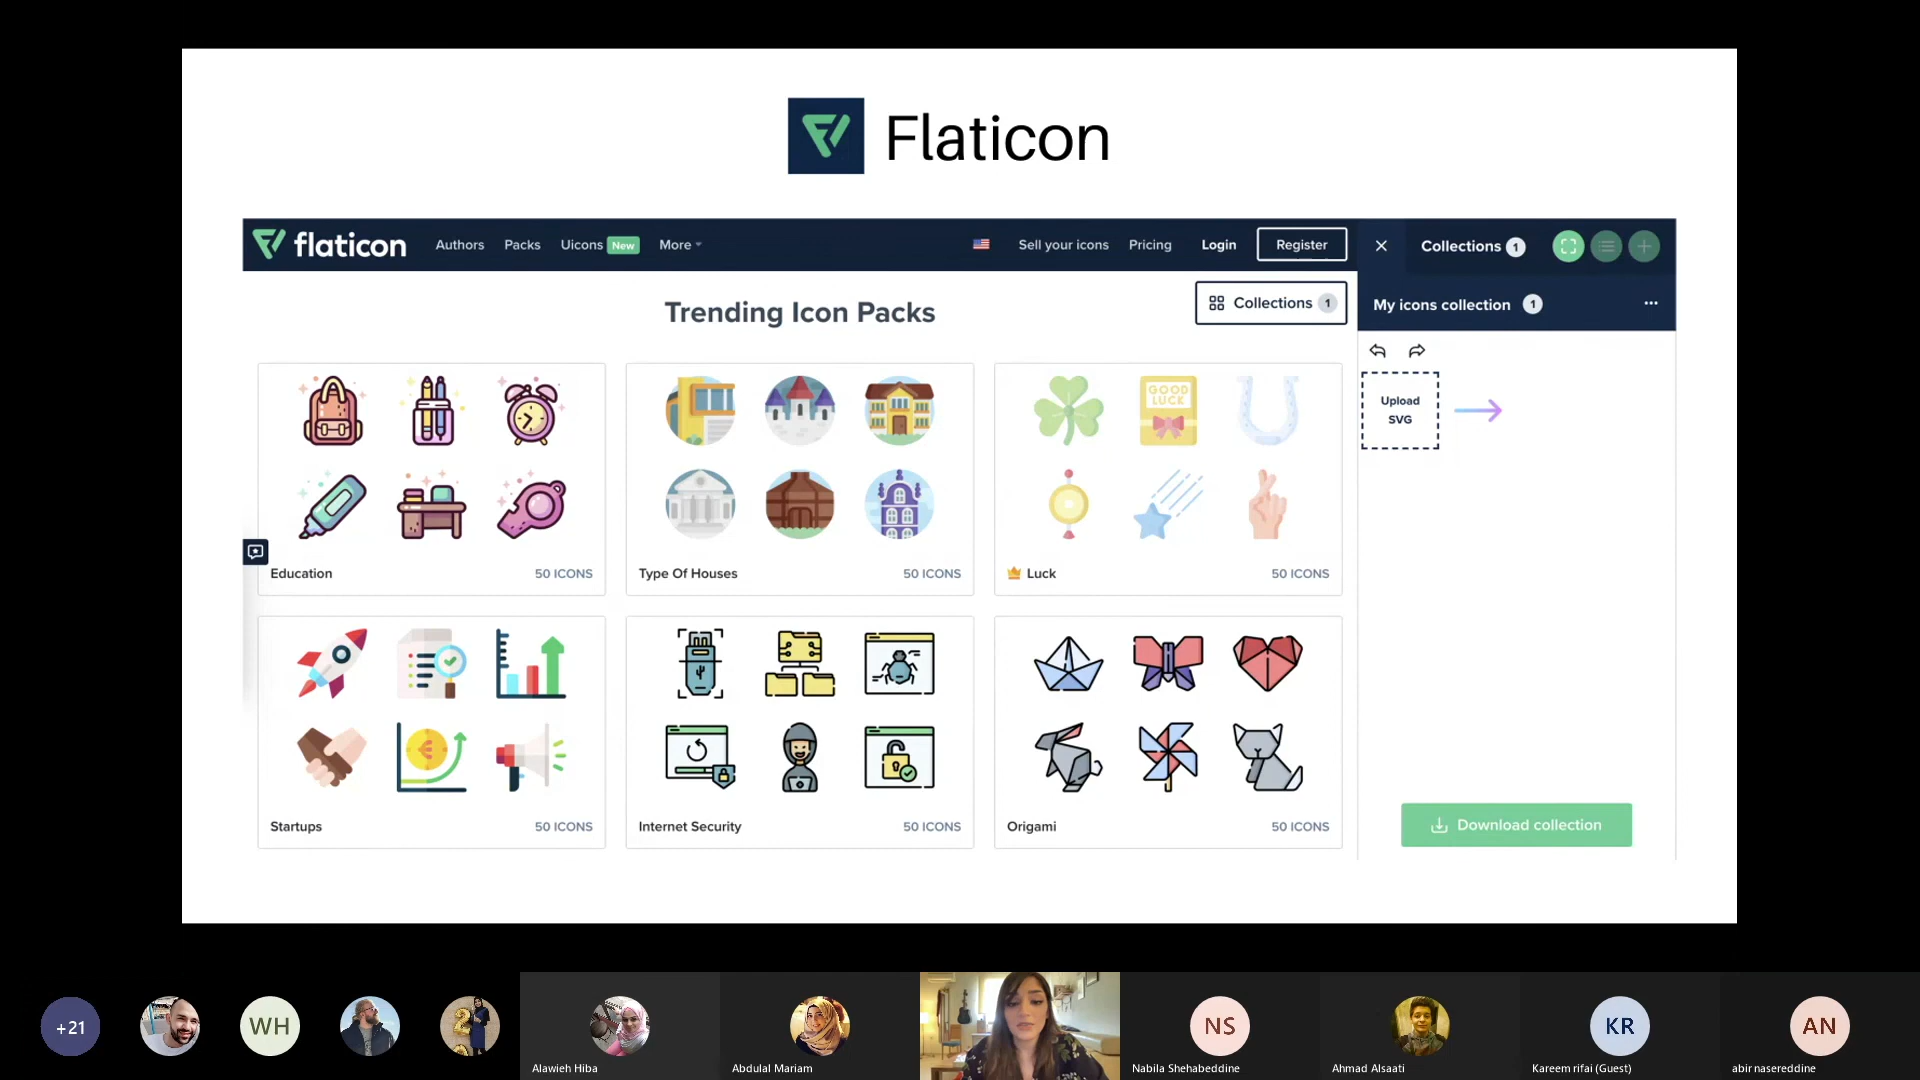 Flaticon
flaticon Authors Packs Uicons New More Sell your icons Pricing Login Register Collections 1
My icons collection 1
Trending Icon Packs
Collections 1
Upload
SVG
GOOD
LUCK
Education 50 ICONS
Type Of Houses 50 ICONS
Luck 50 ICONS
Startups 50 ICONS
Internet Security 50 ICONS
Origami 50 ICONS
Download collection
+21
WH
2
NS
KR
AN
Alawieh Hiba
Abdulal Mariam
Nabila Shehabeddine
Ahmad Alsaati
Kareem rifai (Guest)
abir nasereddine